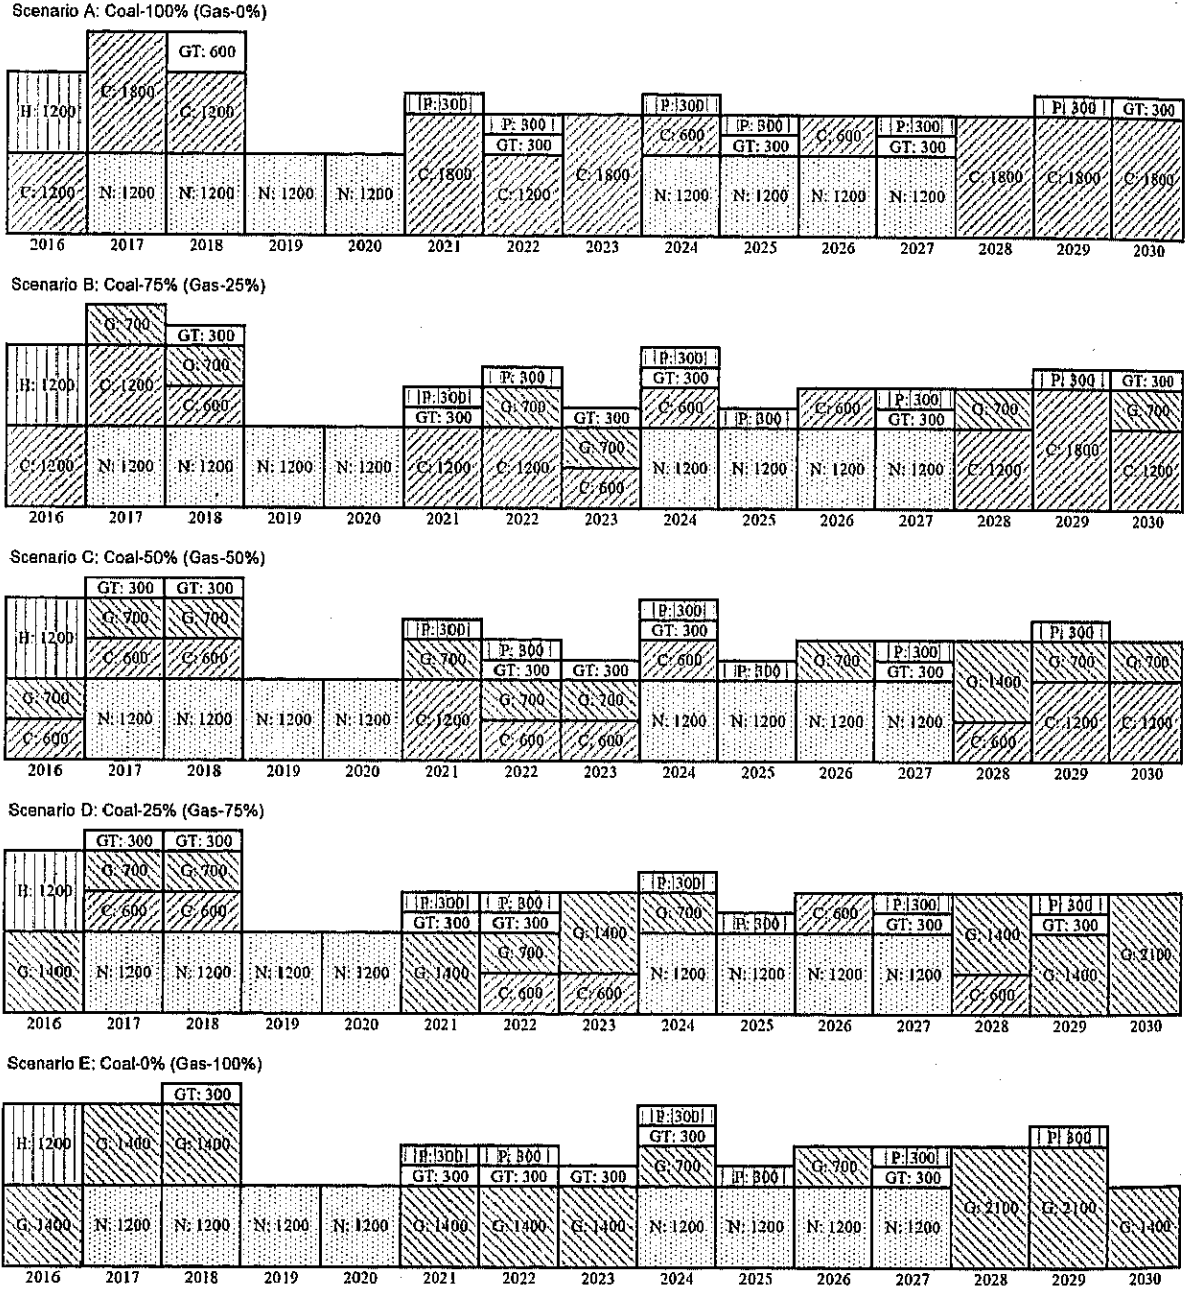 Scenario A: Coal-100% (Gas-0%)
GT: 600
H: 1200 C: 1800 C: 1200 P: 300 P: 300 P: 300 GT: 300
P: 300 C: 600 P: 300 C: 600 P: 300
GT: 300 GT: 300 GT: 300
C: 1200 N: 1200 N: 1200 N: 1200 N: 1200 C: 1800 C: 1200 C: 1800 N: 1200 N: 1200 N: 1200 N: 1200 C: 1800 C: 1800 C: 1800
2016 2017 2018 2019 2020 2021 2022 2023 2024 2025 2026 2027 2028 2029 2030
Scenario B: Coal-75% (Gas-25%)
G: 700 GT: 300
H: 1200 C: 1200 G: 700 P: 300 P: 300 P: 300 GT: 300
C: 600 P: 300 G: 700 GT: 300 C: 600 P: 300 G: 700 G: 700
GT: 300 GT: 300 C: 600 P: 300 GT: 300
C: 1200 N: 1200 N: 1200 N: 1200 N: 1200 C: 1200 C: 1200 G: 700 N: 1200 N: 1200 N: 1200 N: 1200 C: 1200 C: 1800 C: 1200
C: 600
2016 2017 2018 2019 2020 2021 2022 2023 2024 2025 2026 2027 2028 2029 2030
Scenario C: Coal-50% (Gas-50%)
GT: 300 GT: 300
H: 1200 G: 700 G: 700 P: 300 P: 300 P: 300
C: 600 C: 600 G: 700 P: 300 GT: 300 G: 700 P: 300 G: 1400 G: 700 G: 700
GT: 300 GT: 300 C: 600 P: 300 GT: 300
G: 700 N: 1200 N: 1200 N: 1200 N: 1200 C: 1200 G: 700 G: 700 N: 1200 N: 1200 N: 1200 N: 1200 C: 1200 C: 1200
C: 600 C: 600 C: 600 C: 600
2016 2017 2018 2019 2020 2021 2022 2023 2024 2025 2026 2027 2028 2029 2030
Scenario D: Coal-25% (Gas-75%)
GT: 300 GT: 300
H: 1200 G: 700 G: 700 P: 300
C: 600 C: 600 P: 300 P: 300 G: 700 C: 600 P: 300 P: 300
GT: 300 GT: 300 G: 1400 P: 300 GT: 300 G: 1400 GT: 300
G: 1400 N: 1200 N: 1200 N: 1200 N: 1200 G: 1400 G: 700 N: 1200 N: 1200 N: 1200 N: 1200 G: 1400 G: 2100
C: 600 C: 600 C: 600
2016 2017 2018 2019 2020 2021 2022 2023 2024 2025 2026 2027 2028 2029 2030
Scenario E: Coal-0% (Gas-100%)
GT: 300
H: 1200 G: 1400 G: 1400 P: 300 P: 300
P: 300 P: 300 GT: 300 G: 700 P: 300
GT: 300 GT: 300 GT: 300 G: 700 P: 300 GT: 300
G: 1400 N: 1200 N: 1200 N: 1200 N: 1200 G: 1400 G: 1400 G: 1400 N: 1200 N: 1200 N: 1200 N: 1200 G: 2100 G: 2100 G: 1400
2016 2017 2018 2019 2020 2021 2022 2023 2024 2025 2026 2027 2028 2029 2030